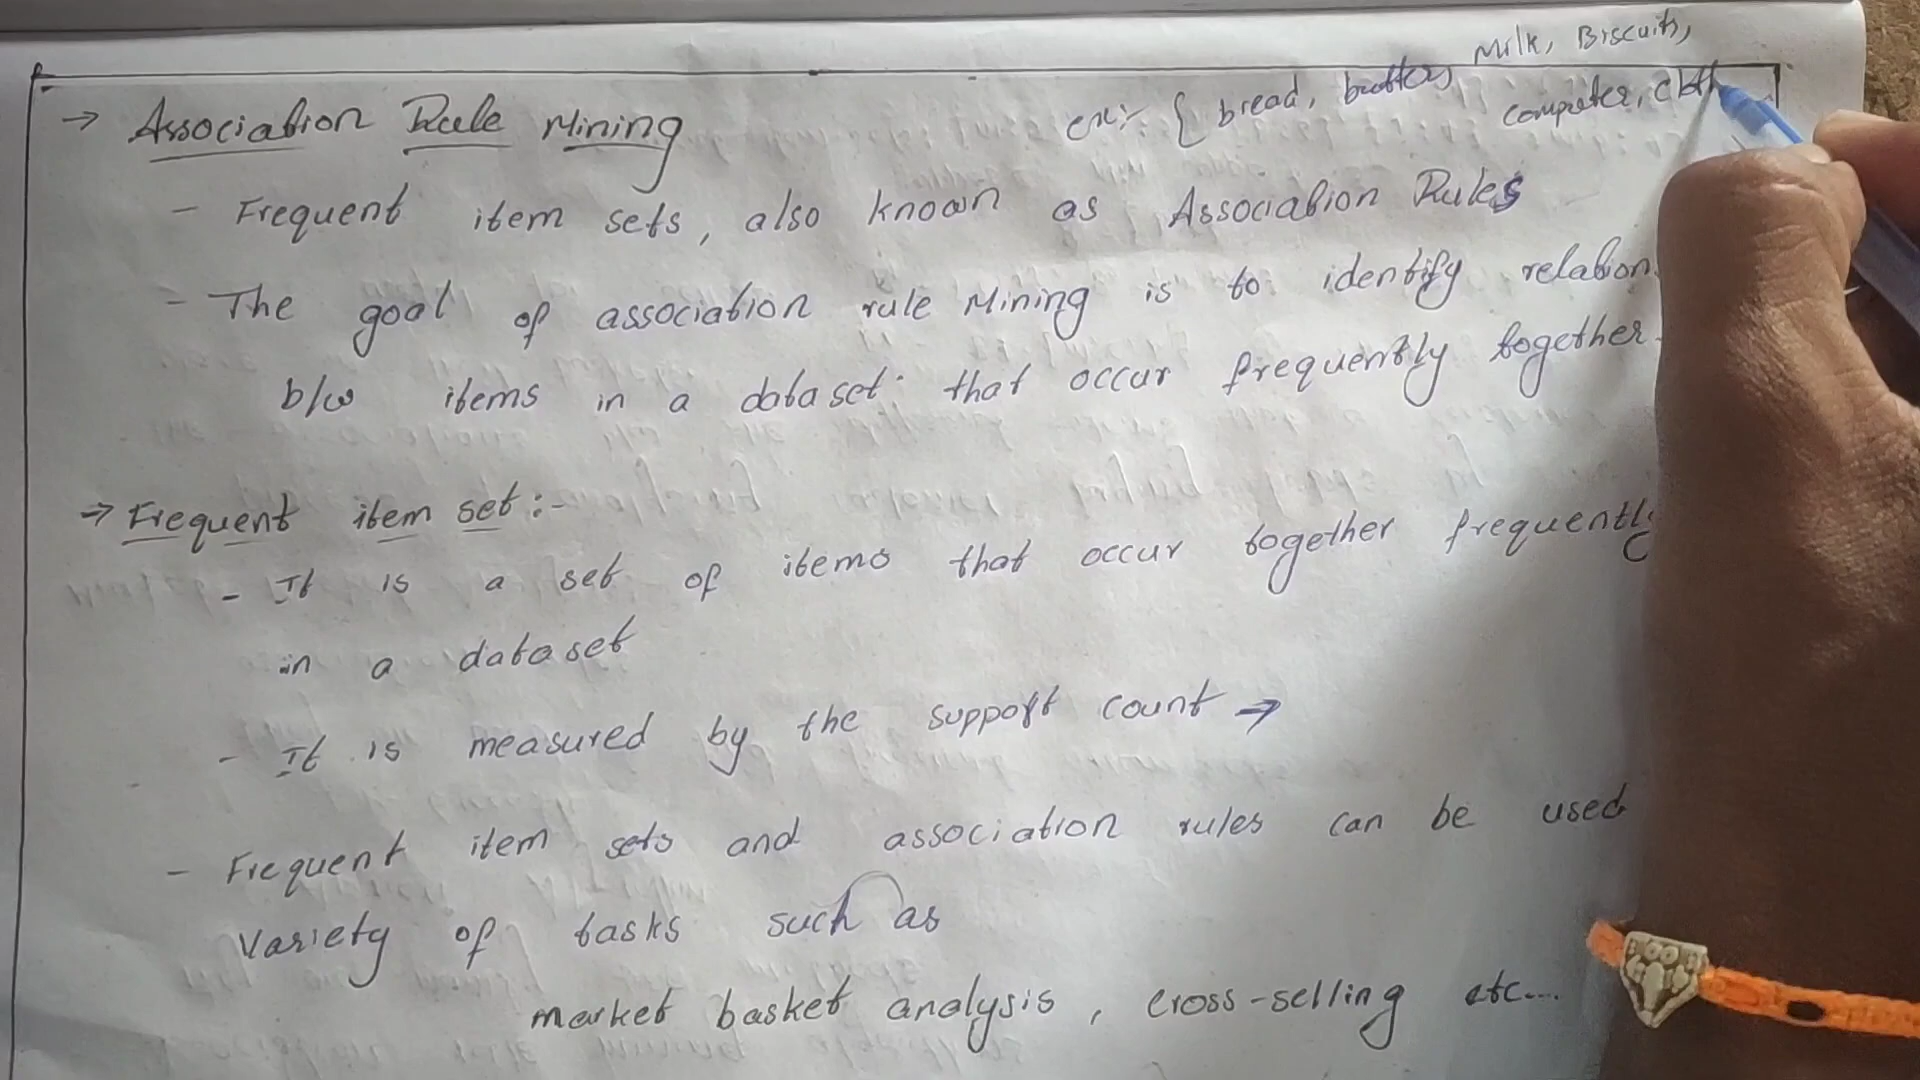 Milk, Biscuits,
→ Association Rule Mining ex:- { bread, butter, computer, cloth
- Frequent item sets, also known as Association Rules
- The goal of association rule Mining is to identify relation
b/w items in a dataset that occur frequently together.
→ Frequent item set :-
- It is a set of items that occur together frequently
in a dataset
- It is measured by the support count →
- Frequent item sets and association rules can be used
variety of tasks such as
market basket analysis, cross-selling etc...